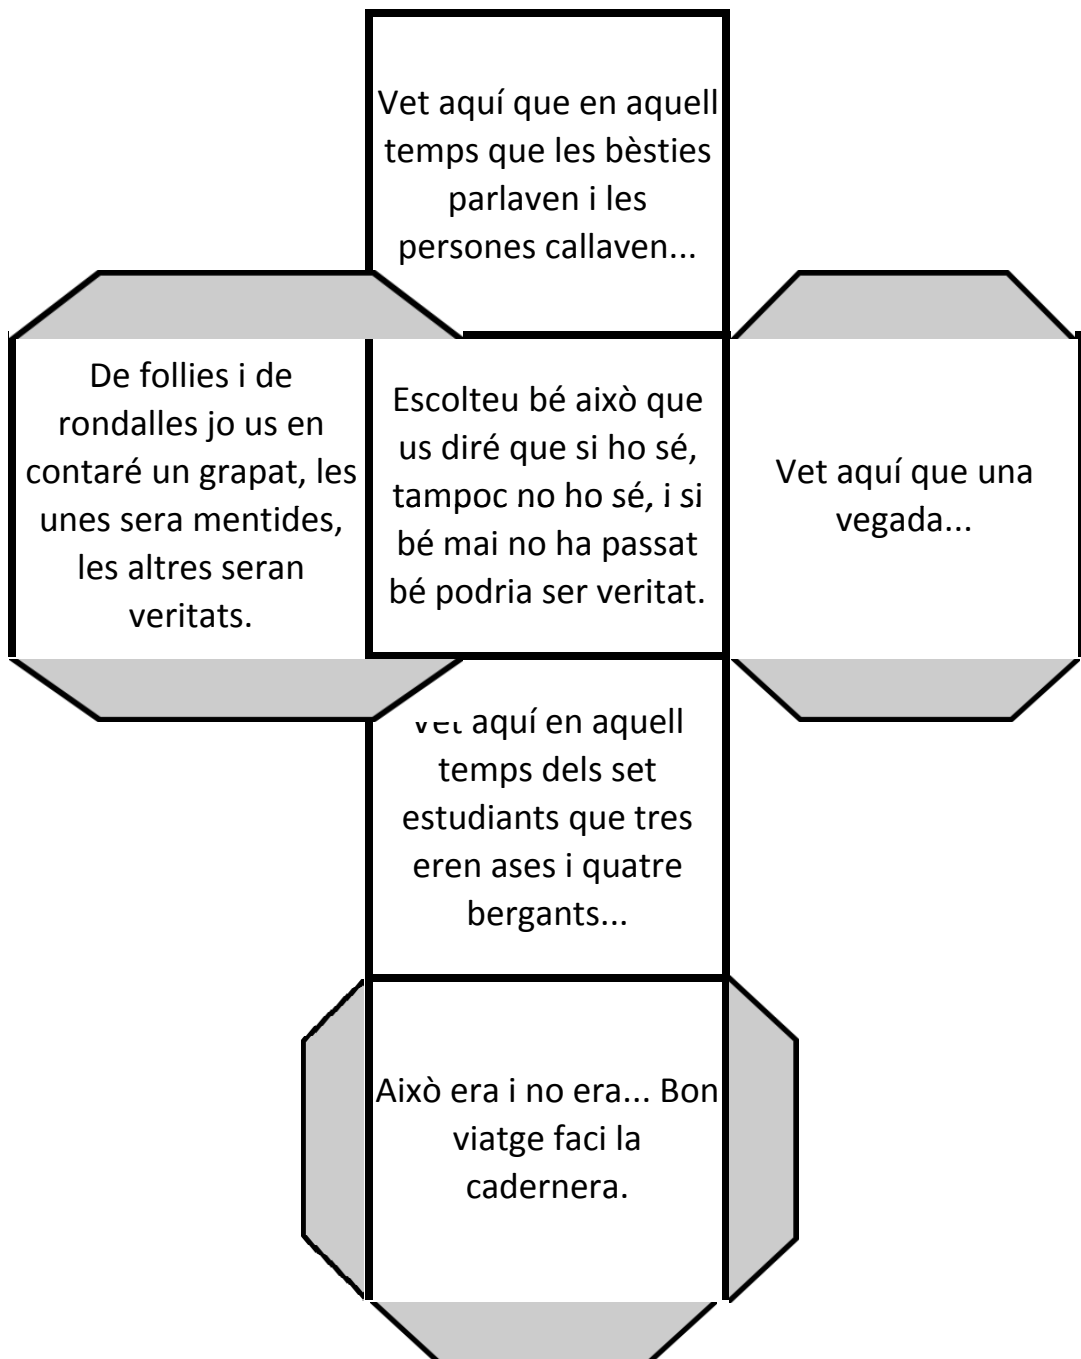 Vet aquí que en aquell
temps que les bèsties
parlaven i les
persones callaven...
De follies i de
rondalles jo us en
contaré un grapat, les
unes sera mentides,
les altres seran
veritats.
Escolteu bé això que
us diré que si ho sé,
tampoc no ho sé, i si
bé mai no ha passat
bé podria ser veritat.
Vet aquí que una
vegada...
Vet aquí en aquell
temps dels set
estudiants que tres
eren ases i quatre
bergants...
Això era i no era... Bon
viatge faci la
cadernera.